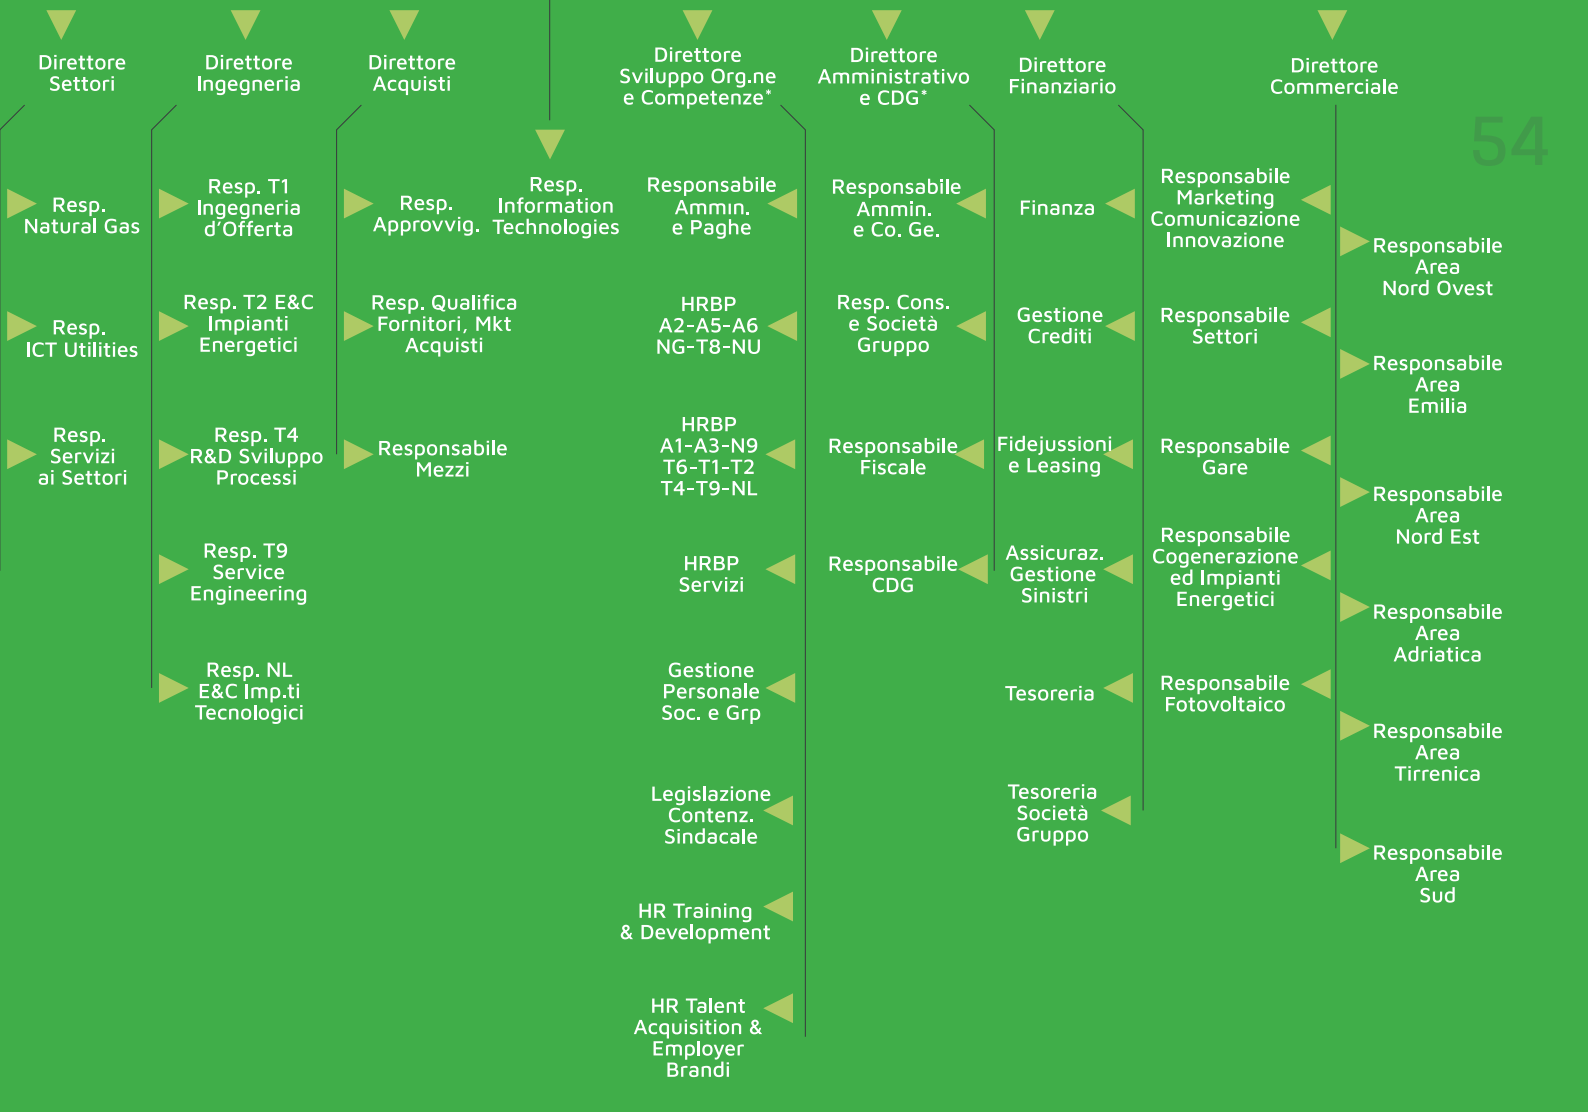 Direttore
Settori
Direttore
Ingegneria
Direttore
Acquisti
Direttore
Sviluppo Org.ne
e Competenze*
Direttore
Amministrativo
e CDG*
Direttore
Finanziario
Direttore
Commerciale
54
Resp.
Natural Gas
Resp.
ICT Utilities
Resp.
Servizi
ai Settori
Resp. T1
Ingegneria
d'Offerta
Resp. T2 E&C
Impianti
Energetici
Resp. T4
R&D Sviluppo
Processi
Resp. T9
Service
Engineering
Resp. NL
E&C Imp.ti
Tecnologici
Resp.
Approvvig.
Resp. Qualifica
Fornitori, Mkt
Acquisti
Responsabile
Mezzi
Resp.
Information
Technologies
Responsabile
Ammin.
e Paghe
HRBP
A2-A5-A6
NG-T8-NU
HRBP
A1-A3-N9
T6-T1-T2
T4-T9-NL
HRBP
Servizi
Gestione
Personale
Soc. e Grp
Legislazione
Contenz.
Sindacale
HR Training
& Development
HR Talent
Acquisition &
Employer
Brandi
Responsabile
Ammin.
e Co. Ge.
Resp. Cons.
e Società
Gruppo
Responsabile
Fiscale
Responsabile
CDG
Finanza
Gestione
Crediti
Fidejussioni
e Leasing
Assicuraz.
Gestione
Sinistri
Tesoreria
Tesoreria
Società
Gruppo
Responsabile
Marketing
Comunicazione
Innovazione
Responsabile
Settori
Responsabile
Gare
Responsabile
Cogenerazione
ed Impianti
Energetici
Responsabile
Fotovoltaico
Responsabile
Area
Nord Ovest
Responsabile
Area
Emilia
Responsabile
Area
Nord Est
Responsabile
Area
Adriatica
Responsabile
Area
Tirrenica
Responsabile
Area
Sud